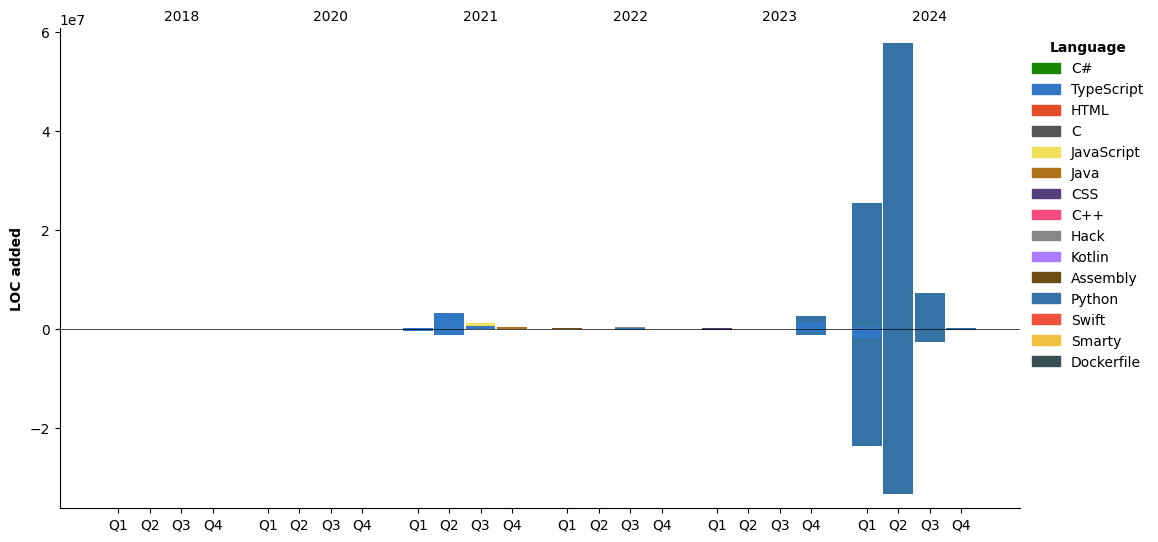 1e7
2018 2020 2021 2022 2023 2024
6
4
2
0
−2
LOC added
Q1 Q2 Q3 Q4 Q1 Q2 Q3 Q4 Q1 Q2 Q3 Q4 Q1 Q2 Q3 Q4 Q1 Q2 Q3 Q4 Q1 Q2 Q3 Q4
Language
C#
TypeScript
HTML
C
JavaScript
Java
CSS
C++
Hack
Kotlin
Assembly
Python
Swift
Smarty
Dockerfile